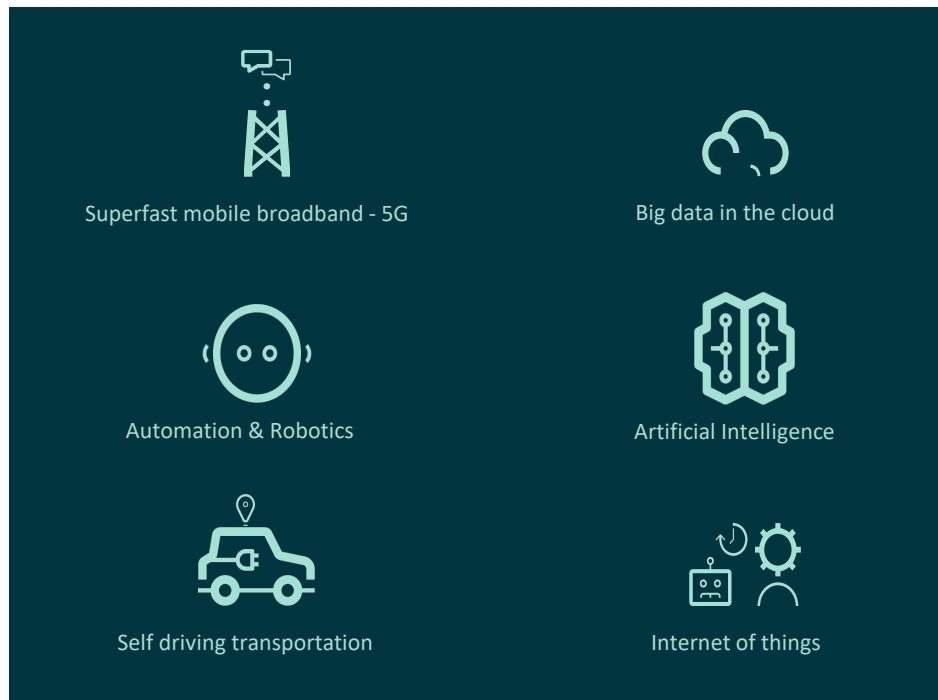 Superfast mobile broadband - 5G
Big data in the cloud
Automation & Robotics
Artificial Intelligence
Self driving transportation
Internet of things